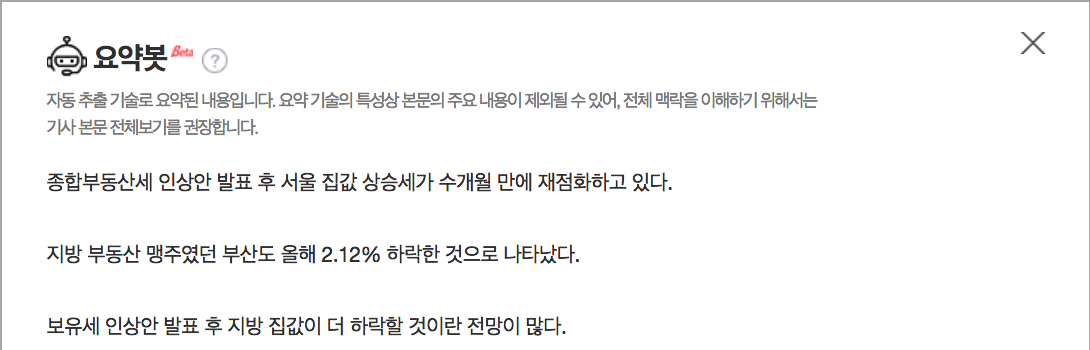 요약봇 Beta ?
자동 추출 기술로 요약된 내용입니다. 요약 기술의 특성상 본문의 주요 내용이 제외될 수 있어, 전체 맥락을 이해하기 위해서는
기사 본문 전체보기를 권장합니다.
종합부동산세 인상안 발표 후 서울 집값 상승세가 수개월 만에 재점화하고 있다.
지방 부동산 맹주였던 부산도 올해 2.12% 하락한 것으로 나타났다.
보유세 인상안 발표 후 지방 집값이 더 하락할 것이란 전망이 많다.